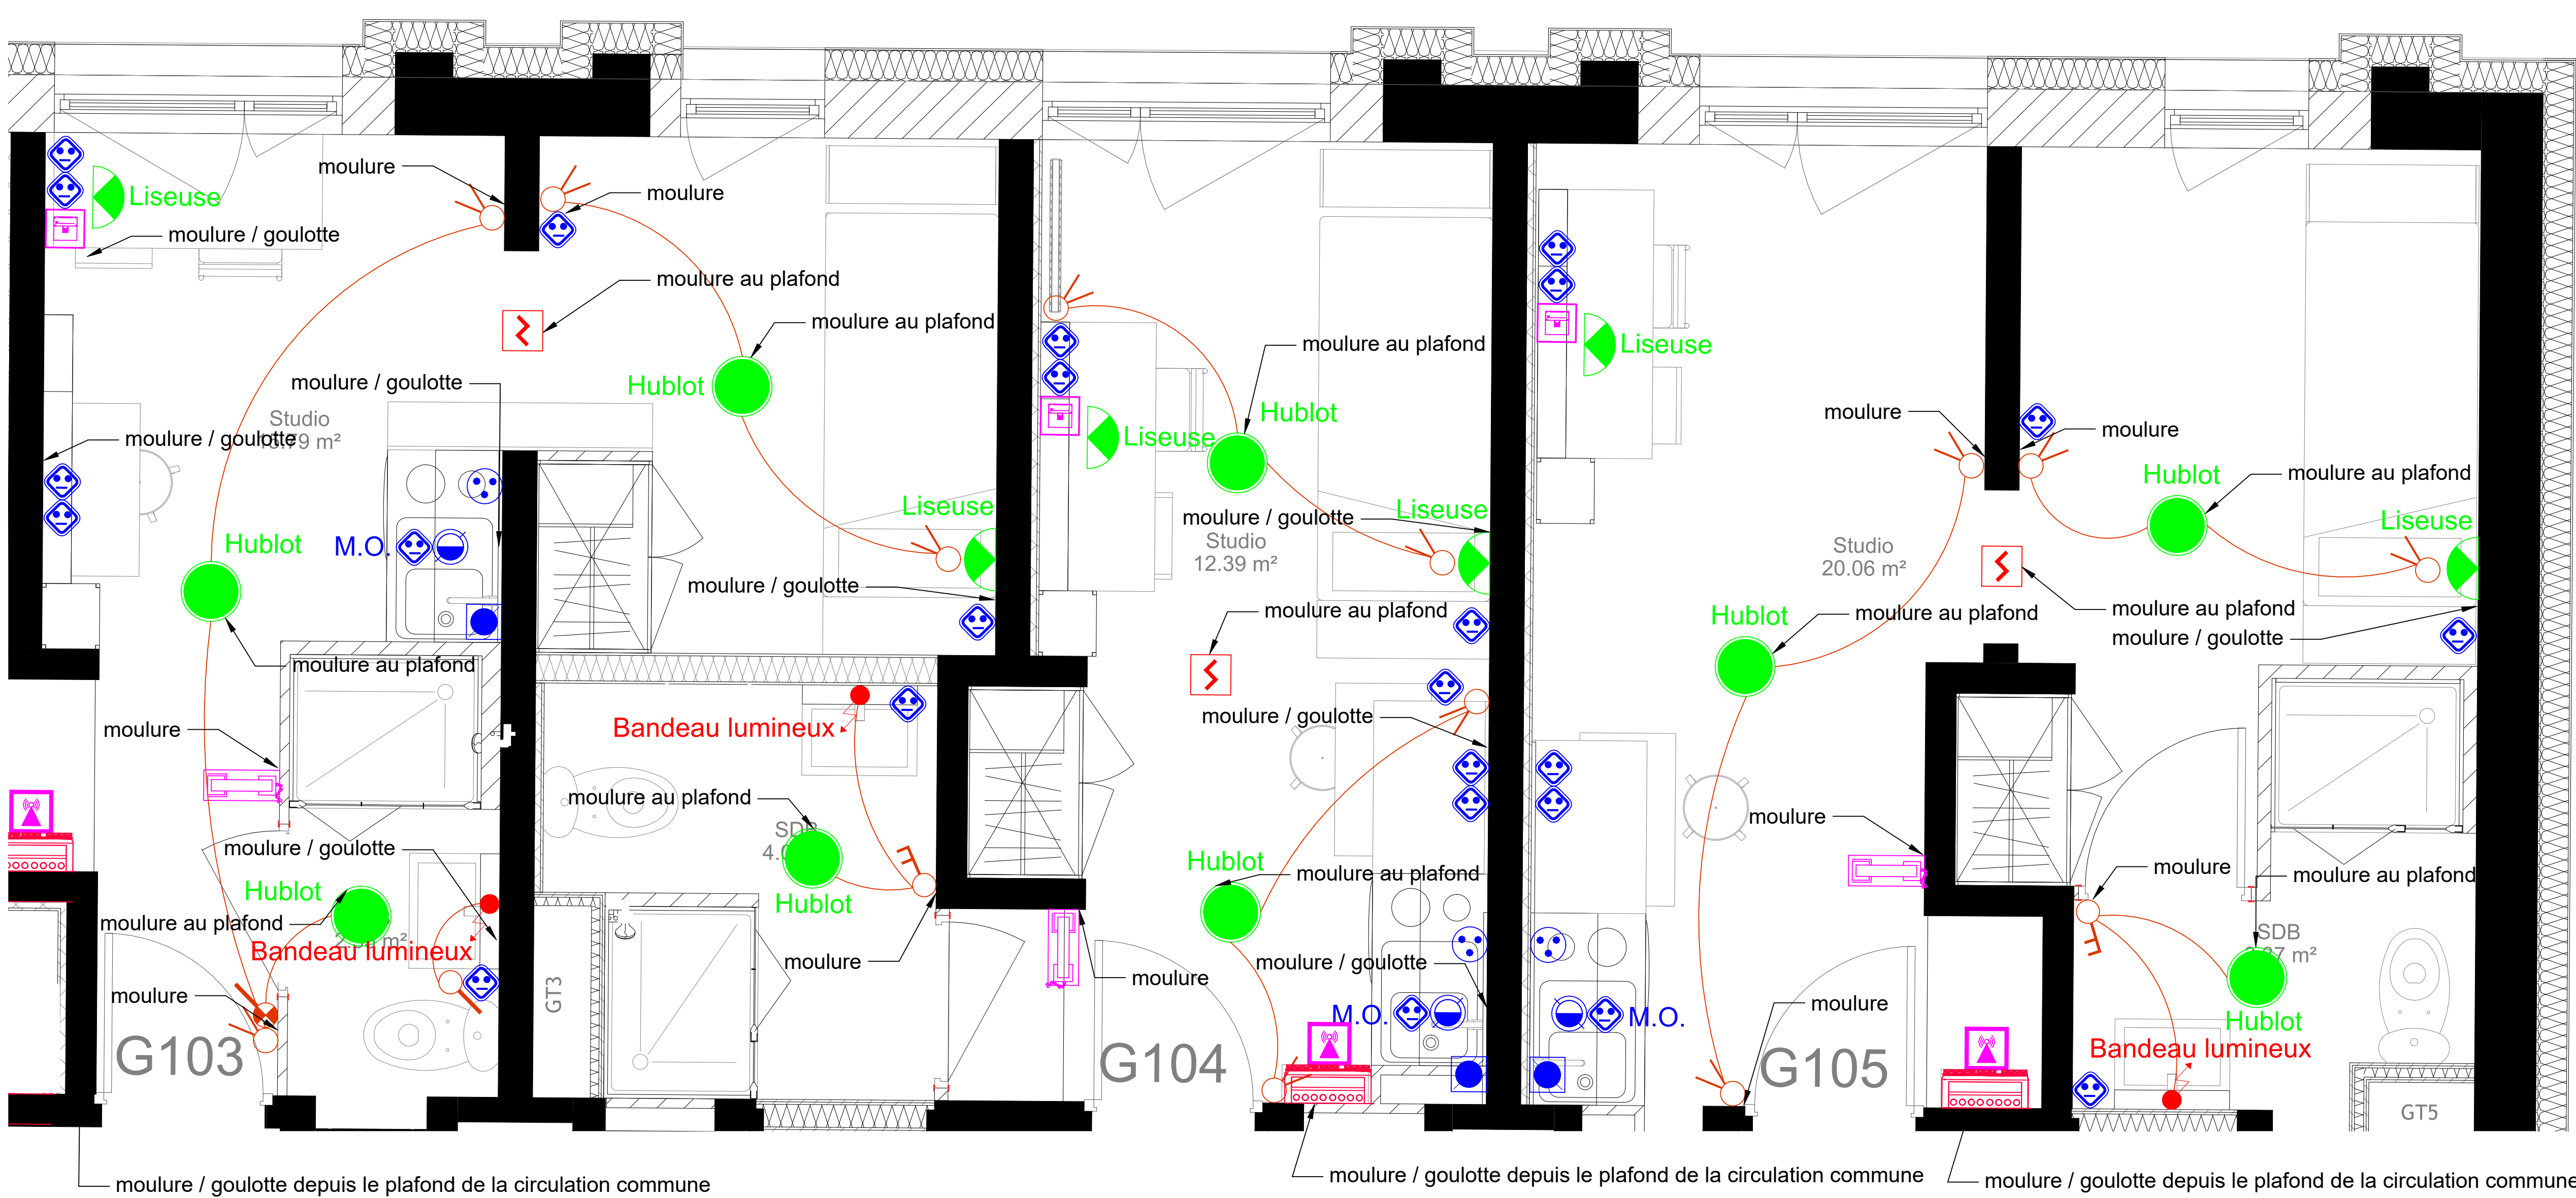 moulure
Liseuse
moulure / goulotte
moulure
moulure au plafond
moulure au plafond
moulure / goulotte
Hublot
Studio
moulure / goulotte
Hublot
M.O.
Liseuse
moulure / goulotte
moulure au plafond
moulure
Bandeau lumineux
moulure au plafond
SDB
Hublot
moulure / goulotte
Hublot
moulure au plafond
m²
Bandeau lumineux
moulure
moulure
GT3
G103
moulure / goulotte depuis le plafond de la circulation commune
moulure au plafond
Hublot
Liseuse
Liseuse
moulure / goulotte
Studio
12.39 m²
moulure au plafond
moulure / goulotte
Hublot
moulure au plafond
moulure / goulotte
moulure
M.O.
G104
moulure / goulotte depuis le plafond de la circulation commune
Liseuse
moulure
moulure
Hublot
moulure au plafond
Liseuse
Studio
20.06 m²
Hublot
moulure au plafond
moulure au plafond
moulure / goulotte
moulure
moulure
moulure au plafond
SDB
m²
moulure
M.O.
Hublot
Bandeau lumineux
G105
GT5
moulure / goulotte depuis le plafond de la circulation commune